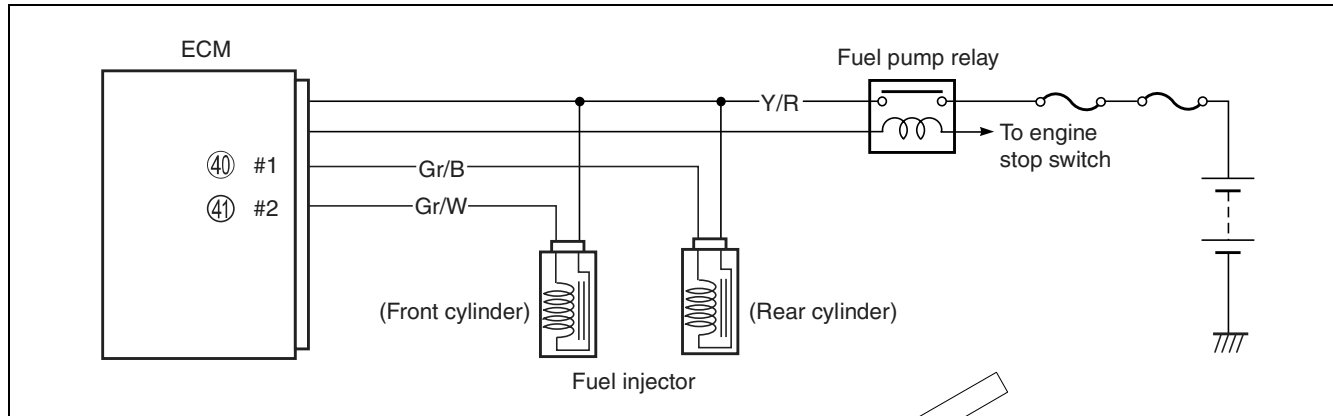 ECM
Fuel pump relay
Y/R
To engine
stop switch
㊵ #1
Gr/B
㊶ #2
Gr/W
(Front cylinder)
(Rear cylinder)
Fuel injector